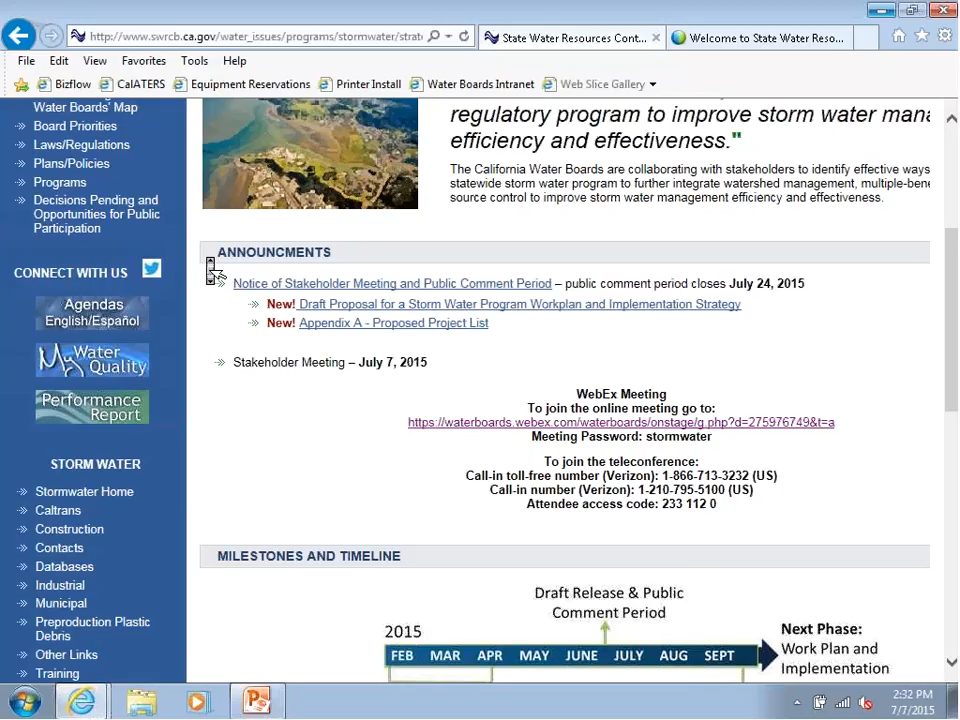 http://www.swrcb.ca.gov/water_issues/programs/stormwater/strat
State Water Resources Cont...
Welcome to State Water Reso...
File Edit View Favorites Tools Help
Bizflow CalATERS Equipment Reservations Printer Install Water Boards Intranet Web Slice Gallery
Water Boards' Map
Board Priorities
Laws/Regulations
Plans/Policies
Programs
Decisions Pending and
Opportunities for Public
Participation
CONNECT WITH US
Agendas
English/Español
My Water
Quality
Performance
Report
STORM WATER
Stormwater Home
Caltrans
Construction
Contacts
Databases
Industrial
Municipal
Preproduction Plastic
Debris
Other Links
Training
regulatory program to improve storm water mana
efficiency and effectiveness."
The California Water Boards are collaborating with stakeholders to identify effective ways
statewide storm water program to further integrate watershed management, multiple-bene
source control to improve storm water management efficiency and effectiveness.
ANNOUNCMENTS
Notice of Stakeholder Meeting and Public Comment Period – public comment period closes July 24, 2015
New! Draft Proposal for a Storm Water Program Workplan and Implementation Strategy
New! Appendix A - Proposed Project List
Stakeholder Meeting – July 7, 2015
WebEx Meeting
To join the online meeting go to:
https://waterboards.webex.com/waterboards/onstage/g.php?d=275976749&t=a
Meeting Password: stormwater
To join the teleconference:
Call-in toll-free number (Verizon): 1-866-713-3232 (US)
Call-in number (Verizon): 1-210-795-5100 (US)
Attendee access code: 233 112 0
MILESTONES AND TIMELINE
Draft Release & Public
Comment Period
2015
FEB MAR APR MAY JUNE JULY AUG SEPT
Next Phase:
Work Plan and
Implementation
2:32 PM
7/7/2015